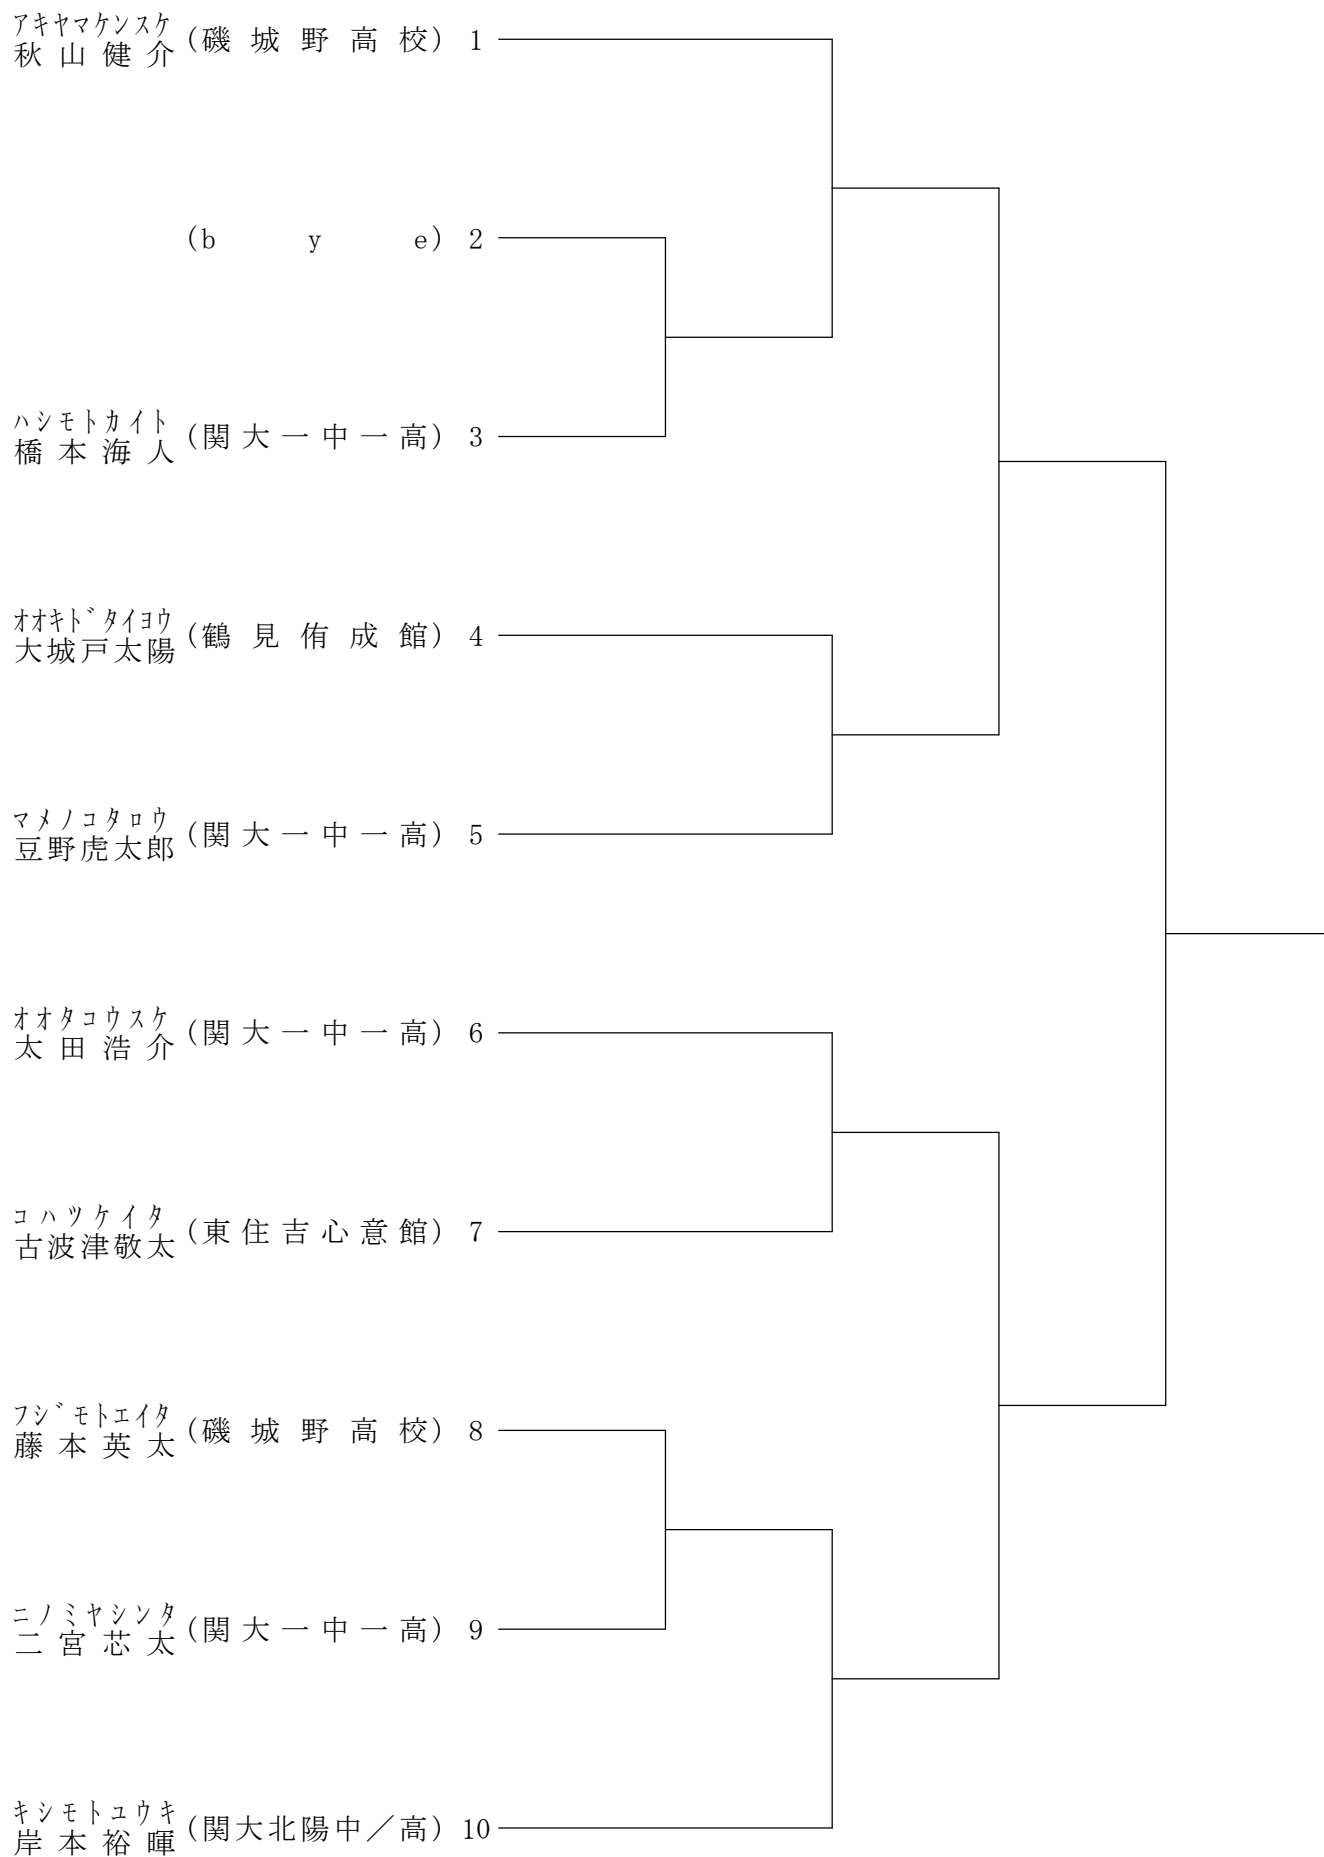 アキヤマケンスケ
秋山健介 (磯城野高校) 1
(bye) 2
ハシモトカイト
橋本海人 (関大一中一高) 3
オオキドタイヨウ
大城戸太陽 (鶴見侑成館) 4
マメノコタロウ
豆野虎太郎 (関大一中一高) 5
オオタコウスケ
太田浩介 (関大一中一高) 6
コハツケイタ
古波津敬太 (東住吉心意館) 7
フジモトエイタ
藤本英太 (磯城野高校) 8
ニノミヤシンタ
二宮芯太 (関大一中一高) 9
キシモトユウキ
岸本裕暉 (関大北陽中/高) 10